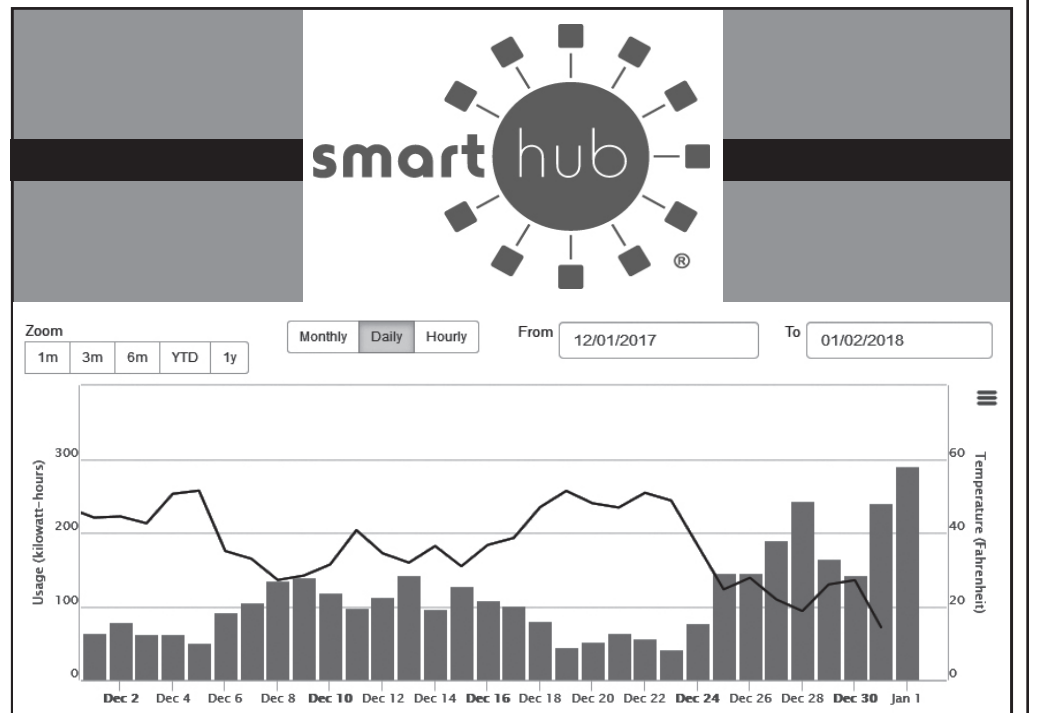 smart hub
®
Zoom
1m 3m 6m YTD 1y
Monthly Daily Hourly
From 12/01/2017
To 01/02/2018
Usage (kilowatt-hours)
300
200
100
0
60
40
20
0
Temperature (Fahrenheit)
Dec 2 Dec 4 Dec 6 Dec 8 Dec 10 Dec 12 Dec 14 Dec 16 Dec 18 Dec 20 Dec 22 Dec 24 Dec 26 Dec 28 Dec 30 Jan 1